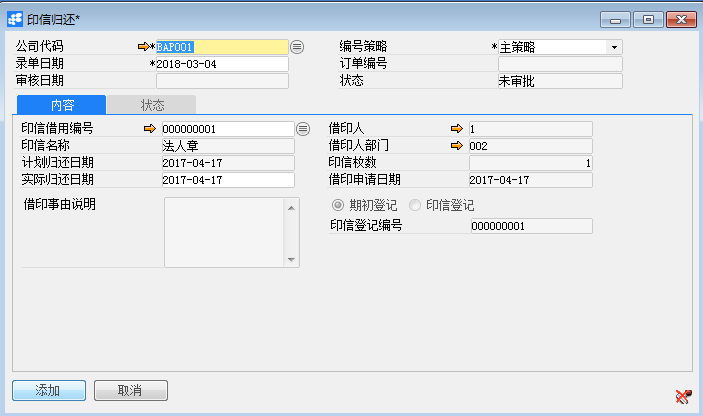 印信归还*
公司代码 *BAP001 编号策略 *主策略
录单日期 *2018-03-04 订单编号
审核日期 状态 未审批
内容 状态
印信借用编号 000000001 借印人 1
印信名称 法人章 借印人部门 002
计划归还日期 2017-04-17 印信枚数 1
实际归还日期 2017-04-17 借印申请日期 2017-04-17
借印事由说明 期初登记 印信登记
印信登记编号 000000001
添加 取消